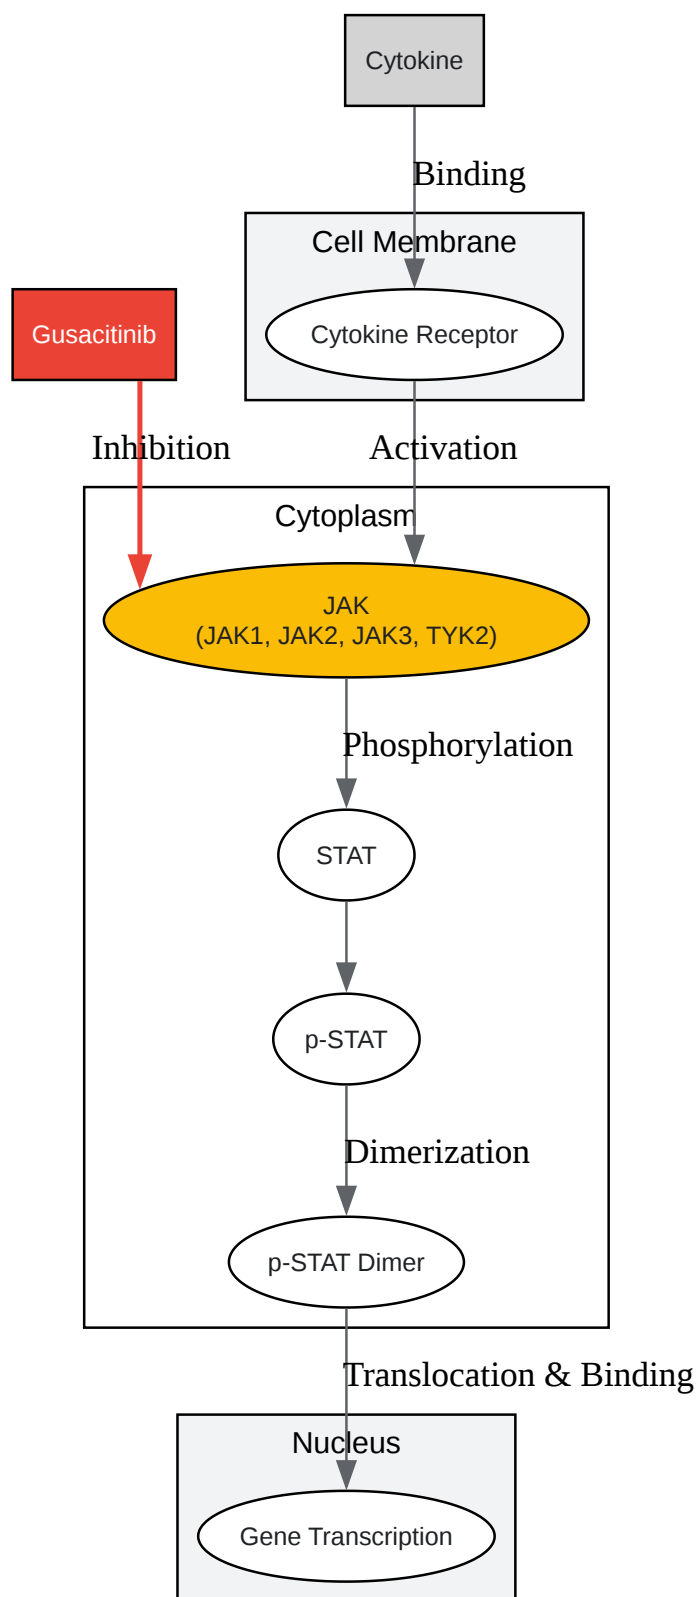 Cytokine
Binding
Cell Membrane
Cytokine Receptor
Gusacitinib
Inhibition
Activation
Cytoplasm
JAK
(JAK1, JAK2, JAK3, TYK2)
Phosphorylation
STAT
p-STAT
Dimerization
p-STAT Dimer
Translocation & Binding
Nucleus
Gene Transcription